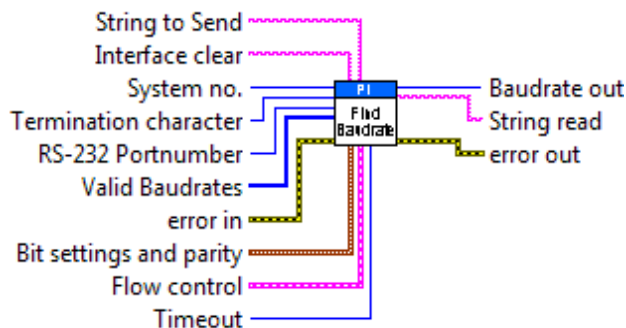 String to Send
Interface clear
System no.
Termination character
RS-232 Portnumber
Valid Baudrates
error in
Bit settings and parity
Flow control
Timeout
PI
Find
Baudrate
Baudrate out
String read
error out